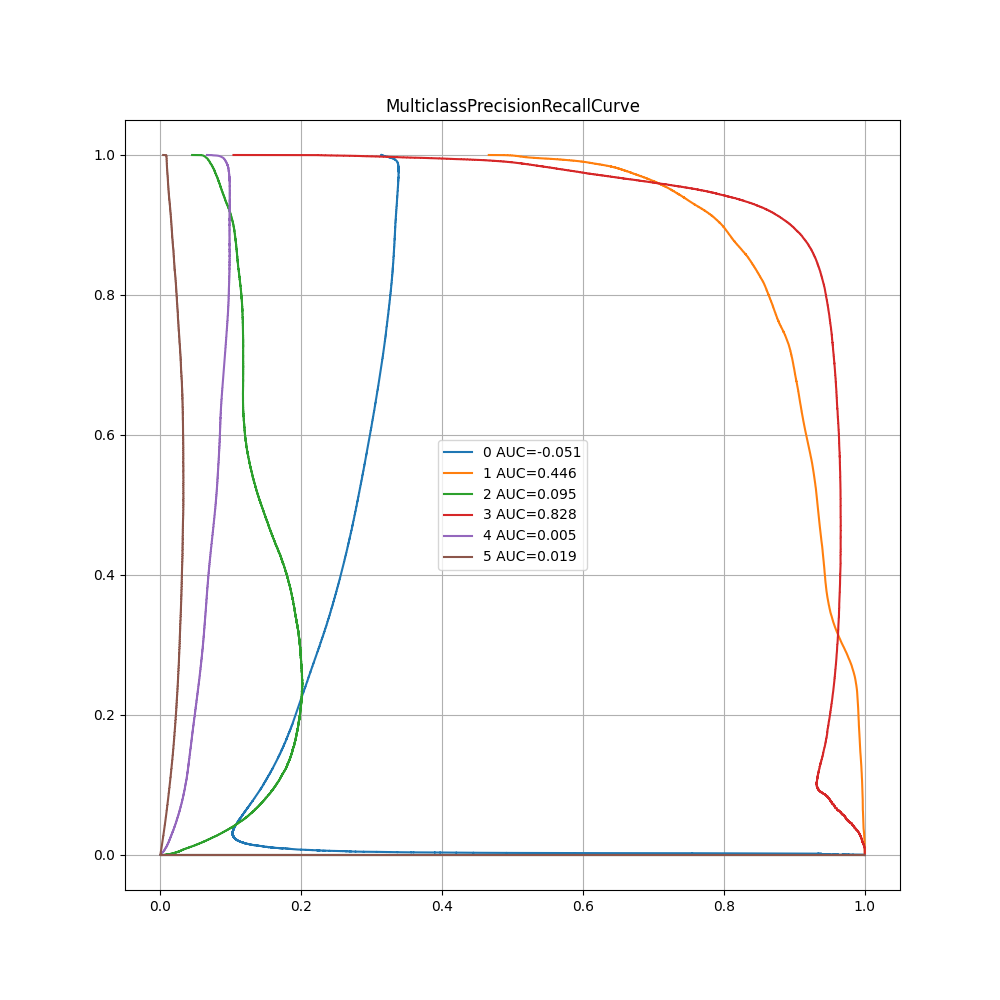 MulticlassPrecisionRecallCurve
1.0
0.8
0.6
0.4
0.2
0.0
0 AUC=-0.051
1 AUC=0.446
2 AUC=0.095
3 AUC=0.828
4 AUC=0.005
5 AUC=0.019
0.0 0.2 0.4 0.6 0.8 1.0